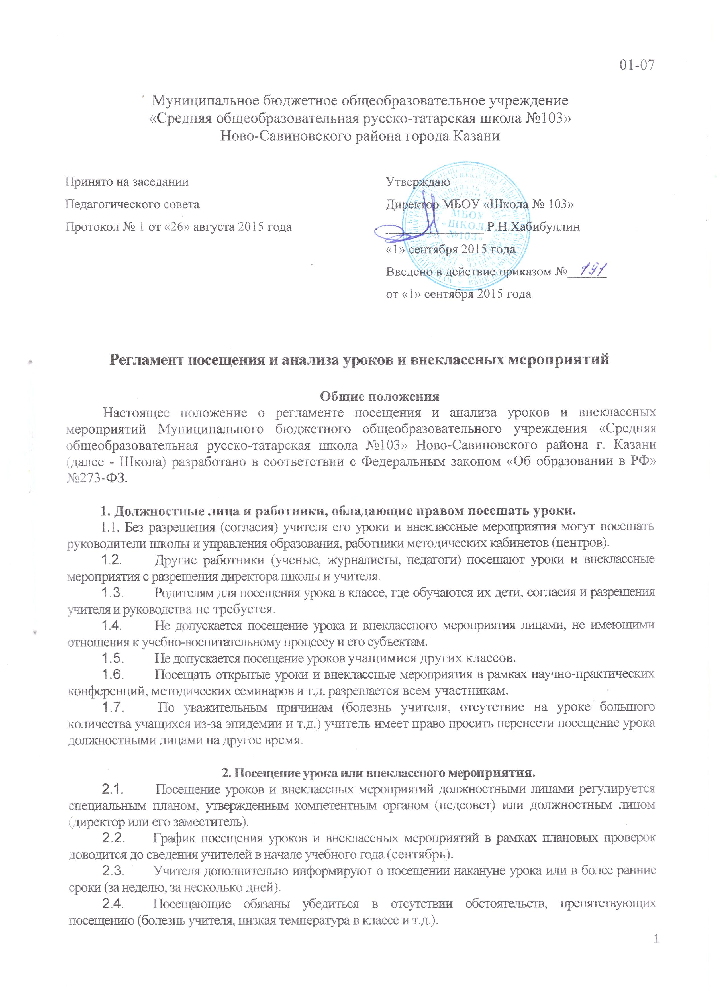 01-07
Муниципальное бюджетное общеобразовательное учреждение
«Средняя общеобразовательная русско-татарская школа №103»
Ново-Савиновского района города Казани
Принято на заседании
Педагогического совета
Протокол № 1 от «26» августа 2015 года
Утверждаю
Директор МБОУ «Школа № 103»
_______________ Р.Н.Хабибуллин
«1» сентября 2015 года
Введено в действие приказом № 191
от «1» сентября 2015 года
МБОУ
«ШКОЛА
№103»
Регламент посещения и анализа уроков и внеклассных мероприятий
Общие положения
Настоящее положение о регламенте посещения и анализа уроков и внеклассных
мероприятий Муниципального бюджетного общеобразовательного учреждения «Средняя
общеобразовательная русско-татарская школа №103» Ново-Савиновского района г. Казани
(далее - Школа) разработано в соответствии с Федеральным законом «Об образовании в РФ»
№273-ФЗ.
1. Должностные лица и работники, обладающие правом посещать уроки.
1.1. Без разрешения (согласия) учителя его уроки и внеклассные мероприятия могут посещать
руководители школы и управления образования, работники методических кабинетов (центров).
1.2. Другие работники (ученые, журналисты, педагоги) посещают уроки и внеклассные
мероприятия с разрешения директора школы и учителя.
1.3. Родителям для посещения урока в классе, где обучаются их дети, согласия и разрешения
учителя и руководства не требуется.
1.4. Не допускается посещение урока и внеклассного мероприятия лицами, не имеющими
отношения к учебно-воспитательному процессу и его субъектам.
1.5. Не допускается посещение уроков учащимися других классов.
1.6. Посещать открытые уроки и внеклассные мероприятия в рамках научно-практических
конференций, методических семинаров и т.д. разрешается всем участникам.
1.7. По уважительным причинам (болезнь учителя, отсутствие на уроке большого
количества учащихся из-за эпидемии и т.д.) учитель имеет право просить перенести посещение урока
должностными лицами на другое время.
2. Посещение урока или внеклассного мероприятия.
2.1. Посещение уроков и внеклассных мероприятий должностными лицами регулируется
специальным планом, утвержденным компетентным органом (педсовет) или должностным лицом
(директор или его заместитель).
2.2. График посещения уроков и внеклассных мероприятий в рамках плановых проверок
доводится до сведения учителей в начале учебного года (сентябрь).
2.3. Учителя дополнительно информируют о посещении накануне урока или в более ранние
сроки (за неделю, за несколько дней).
2.4. Посещающие обязаны убедиться в отсутствии обстоятельств, препятствующих
посещению (болезнь учителя, низкая температура в классе и т.д.).
1